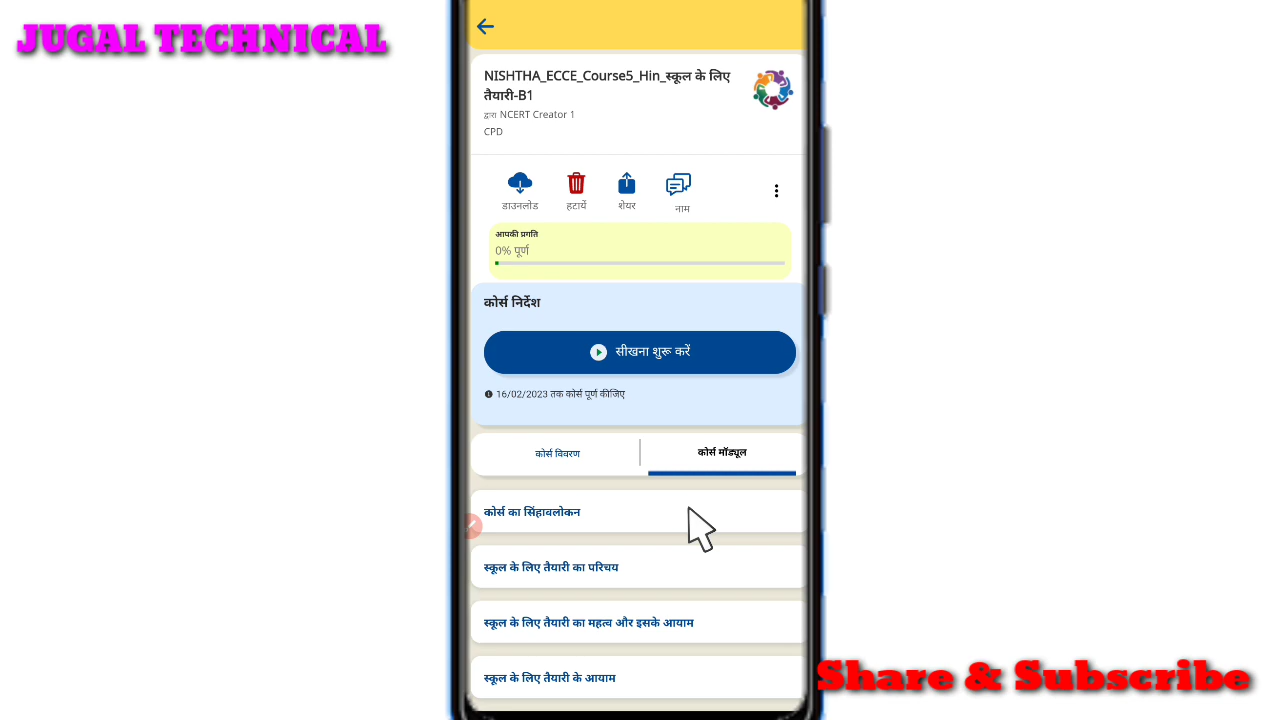 JUGAL TECHNICAL
NISHTHA_ECCE_Course5_Hin_स्कूल के लिए
तैयारी-B1
द्वारा NCERT Creator 1
CPD
डाउनलोड
हटायें
शेयर
नाम
आपकी प्रगति
0% पूर्ण
कोर्स निर्देश
सीखना शुरू करें
16/02/2023 तक कोर्स पूर्ण कीजिए
कोर्स विवरण
कोर्स मॉड्यूल
कोर्स का सिंहावलोकन
स्कूल के लिए तैयारी का परिचय
स्कूल के लिए तैयारी का महत्व और इसके आयाम
स्कूल के लिए तैयारी के आयाम
Share & Subscribe